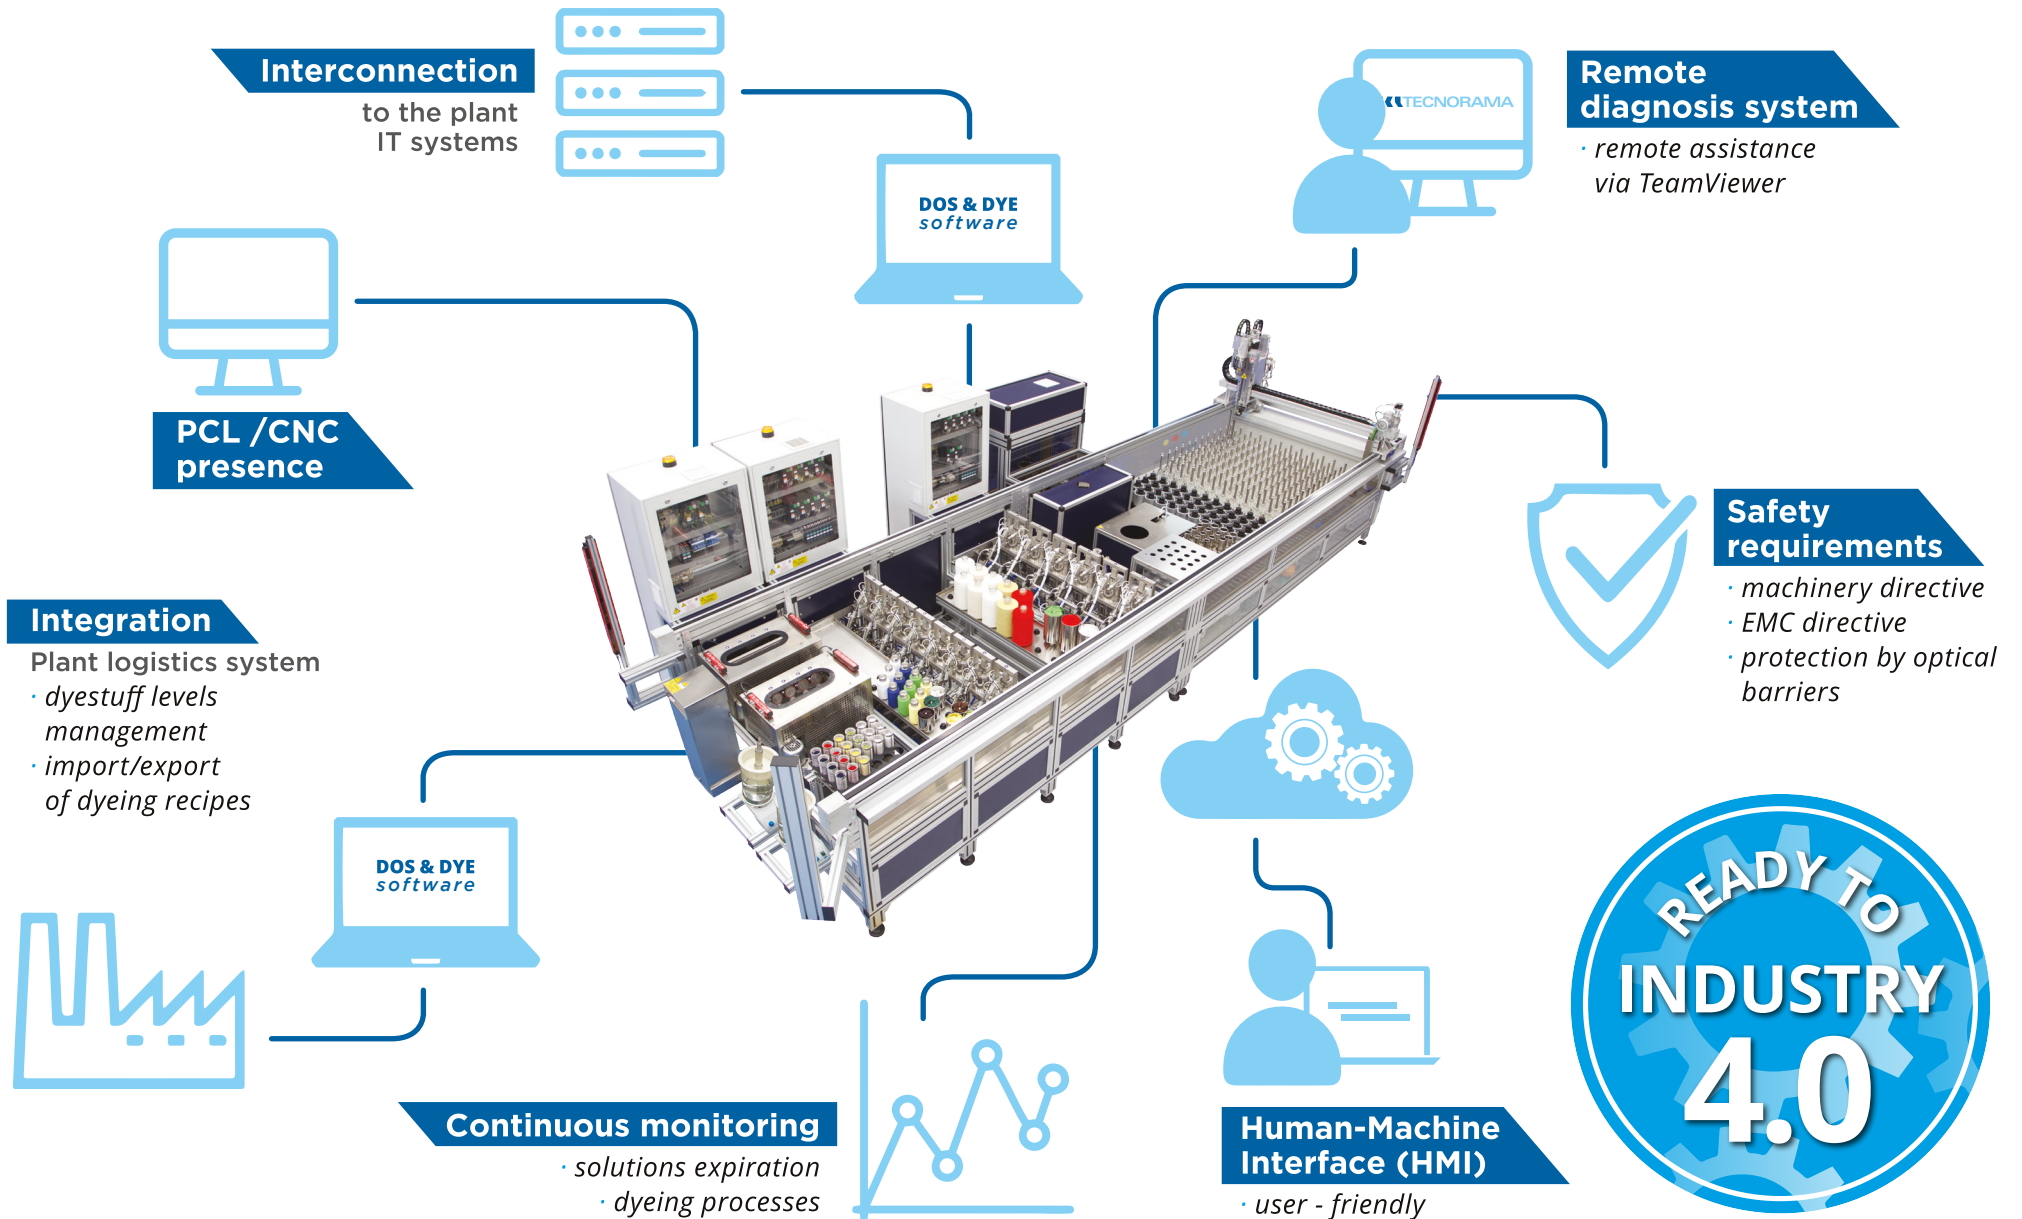 Interconnection
to the plant
IT systems
DOS & DYE
software
TECNORAMA
Remote
diagnosis system
· remote assistance
via TeamViewer
PCL /CNC
presence
Safety
requirements
· machinery directive
· EMC directive
· protection by optical
barriers
Integration
Plant logistics system
· dyestuff levels
management
· import/export
of dyeing recipes
DOS & DYE
software
READY TO
INDUSTRY
4.0
Continuous monitoring
· solutions expiration
· dyeing processes
Human-Machine
Interface (HMI)
· user - friendly